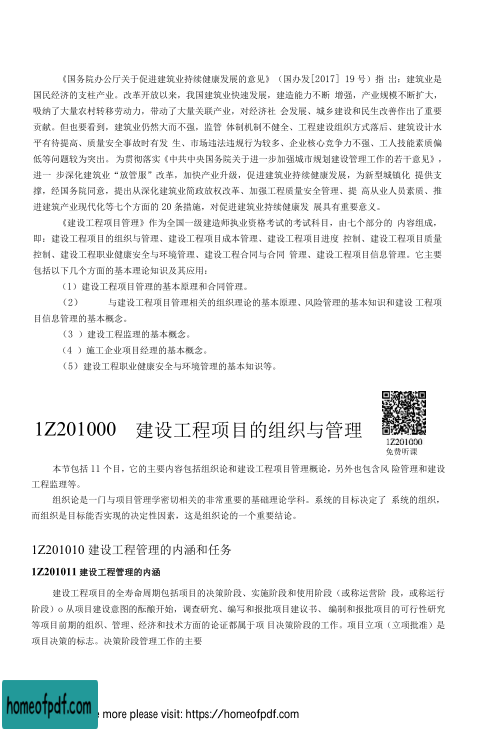 《国务院办公厅关于促进建筑业持续健康发展的意见》（国办发[2017] 19 号）指 出：建筑业是
国民经济的支柱产业。改革开放以来，我国建筑业快速发展，建造能力不断 增强，产业规模不断扩大，
吸纳了大量农村转移劳动力，带动了大量关联产业，对经济社 会发展、城乡建设和民生改善作出了重要
贡献。但也要看到，建筑业仍然大而不强，监管 体制机制不健全、工程建设组织方式落后、建筑设计水
平有待提高、质量安全事故时有发 生、市场违法违规行为较多、企业核心竞争力不强、工人技能素质偏
低等问题较为突出。为贯彻落实《中共中央国务院关于进一步加强城市规划建设管理工作的若干意见》，
进一 步深化建筑业“放管服”改革，加快产业升级，促进建筑业持续健康发展，为新型城镇化 提供支
撑，经国务院同意，提出从深化建筑业简政放权改革、加强工程质量安全管理、提 高从业人员素质、推
进建筑产业现代化等七个方面的 20 条措施，对促进建筑业持续健康发 展具有重要意义。
《建设工程项目管理》作为全国一级建造师执业资格考试的考试科目，由七个部分的 内容组成，
即：建设工程项目的组织与管理、建设工程项目成本管理、建设工程项目进度 控制、建设工程项目质量
控制、建设工程职业健康安全与环境管理、建设工程合同与合同 管理、建设工程项目信息管理。它主要
包括以下几个方面的基本理论知识及其应用：
（1）建设工程项目管理的基本原理和合同管理。
（2） 与建设工程项目管理相关的组织理论的基本原理、风险管理的基本知识和建设 工程项
目信息管理的基本概念。
（3 ）建设工程监理的基本概念。
（4 ）施工企业项目经理的基本概念。
（5）建设工程职业健康安全与环境管理的基本知识等。
1Z201000 建设工程项目的组织与管理
1Z201000
免费听课
本节包括 11 个目，它的主要内容包括组织论和建设工程项目管理概论，另外也包含风 险管理和建设
工程监理等。
组织论是一门与项目管理学密切相关的非常重要的基础理论学科。系统的目标决定了 系统的组织，
而组织是目标能否实现的决定性因素，这是组织论的一个重要结论。
1Z201010 建设工程管理的内涵和任务
1Z201011 建设工程管理的内涵
建设工程项目的全寿命周期包括项目的决策阶段、实施阶段和使用阶段（或称运营阶 段，或称运行
阶段）o 从项目建设意图的酝酿开始，调查研究、编写和报批项目建议书、 编制和报批项目的可行性研究
等项目前期的组织、管理、经济和技术方面的论证都属于项 目决策阶段的工作。项目立项（立项批准）是
项目决策的标志。决策阶段管理工作的主要
homeofpdf.com
more please visit: https://homeofpdf.com